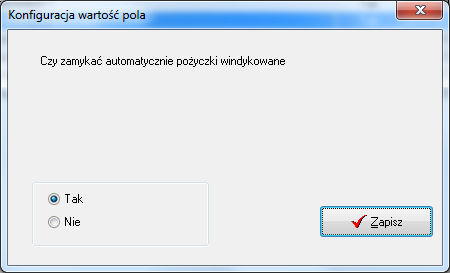 Konfiguracja wartość pola
Czy zamykać automatycznie pożyczki windykowane
Tak
Nie
Zapisz